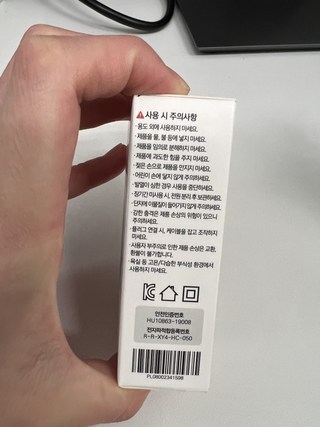 ⚠사용 시 주의사항
·용도 외에 사용하지 마세요.
·제품을 물, 불 등에 넣지 마세요.
·제품을 임의로 분해하지 마세요.
·제품에 과도한 힘을 주지 마세요.
·젖은 손으로 제품을 만지지 마세요.
·어린이 손에 닿지 않게 주의하세요.
·발열이 심한 경우 사용을 중단하세요.
·장기간 미사용 시, 전원 분리 후 보관하세요.
·단자에 이물질이 들어가지 않게 주의하세요.
·강한 충격은 제품 손상의 위험이 있으니
주의하세요.
·플러그 연결 시, 케이블을 잡고 조작하지
마세요.
·사용자 부주의로 인한 제품 손상은 교환,
환불이 불가합니다.
·욕실 등 고온/다습한 부식성 환경에서
사용하지 마세요.
안전인증번호
HU10863-19006
전자파적합등록번호
R-R-XY4-HC-050
PL08002341598